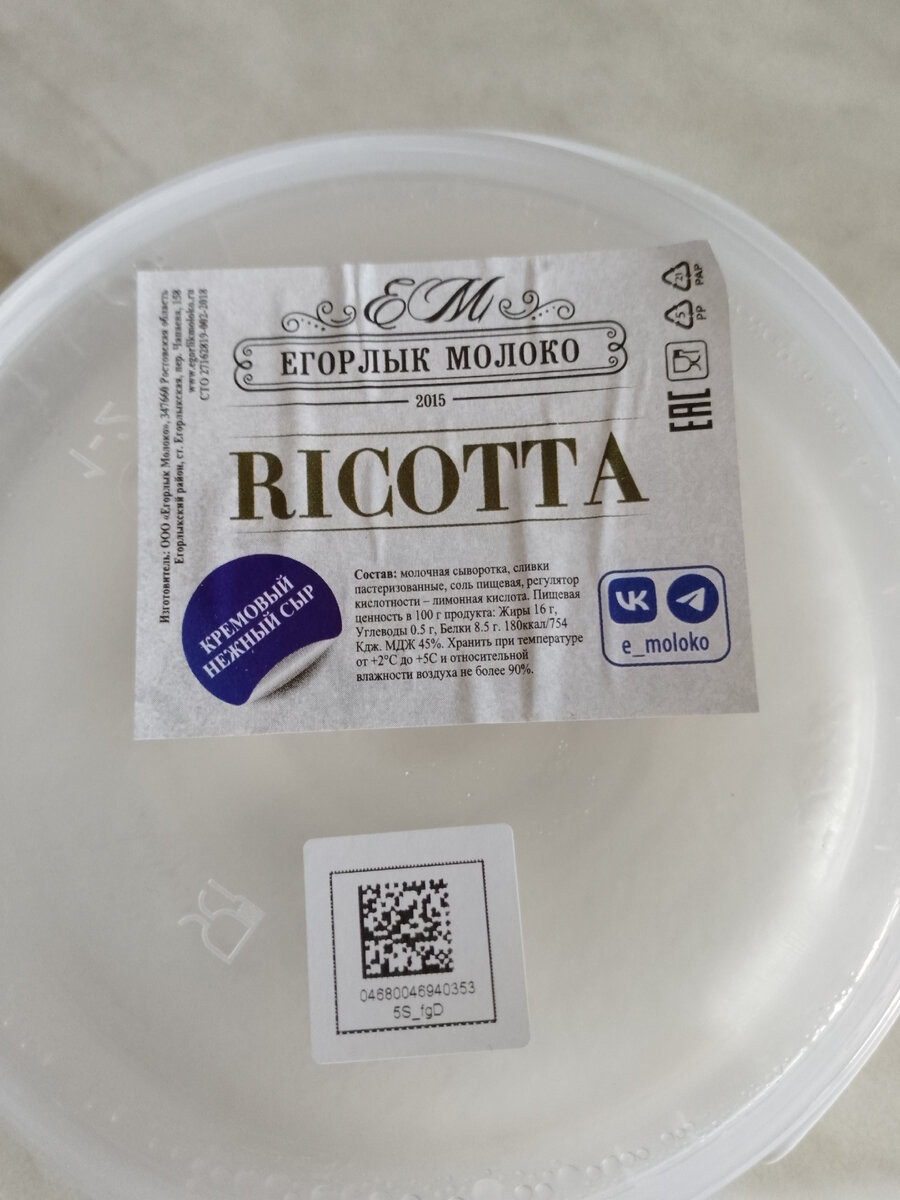 ЕМ
ЕГОРЛЫК МОЛОКО
2015
RICOTTA
Изготовитель: ООО «Егорлык Молоко», 347660 Ростовская область
Егорлыкский район, ст. Егорлыкская, пер. Чапаева, 158
www.egorlikmoloko.ru
СТО 27162819-002-2018
21
PAP
5
PP
EAC
КРЕМОВЫЙ
НЕЖНЫЙ СЫР
Состав: молочная сыворотка, сливки
пастеризованные, соль пищевая, регулятор
кислотности – лимонная кислота. Пищевая
ценность в 100 г продукта: Жиры 16 г,
Углеводы 0.5 г, Белки 8.5 г. 180ккал/754
Кдж. МДЖ 45%. Хранить при температуре
от +2°С до +5С и относительной
влажности воздуха не более 90%.
e_moloko
04680046940353
5S_fgD